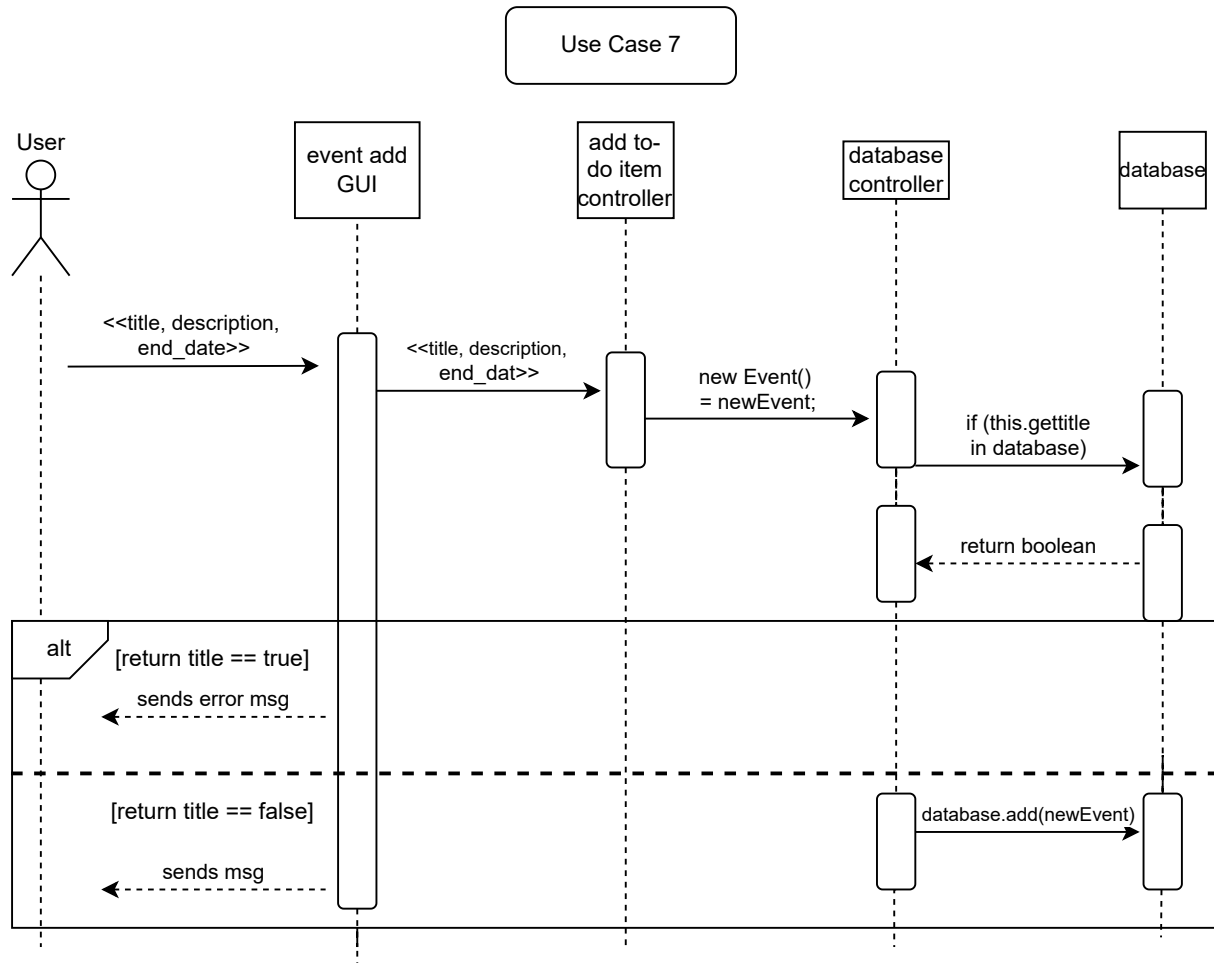 Use Case 7
User
event add
GUI
add to-
do item
controller
database
controller
database
<<title, description,
end_date>>
<<title, description,
end_dat>>
new Event()
= newEvent;
if (this.gettitle
in database)
return boolean
alt
[return title == true]
sends error msg
[return title == false]
database.add(newEvent)
sends msg